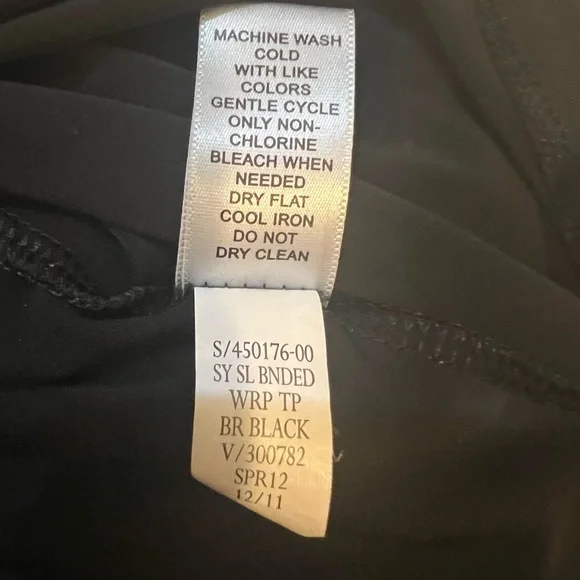 MACHINE WASH
COLD
WITH LIKE
COLORS
GENTLE CYCLE
ONLY NON-
CHLORINE
BLEACH WHEN
NEEDED
DRY FLAT
COOL IRON
DO NOT
DRY CLEAN
S/450176-00
SY SL BNDED
WRP TP
BR BLACK
V/300782
SPR12
12/11